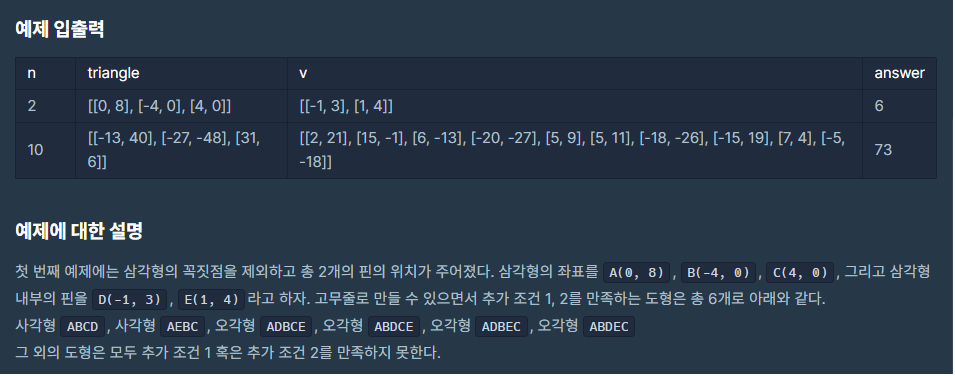 예제 입출력
n triangle v answer
2 [[0, 8], [-4, 0], [4, 0]] [[-1, 3], [1, 4]] 6
10 [[-13, 40], [-27, -48], [31, 6]] [[2, 21], [15, -1], [6, -13], [-20, -27], [5, 9], [5, 11], [-18, -26], [-15, 19], [7, 4], [-5, -18]] 73
예제에 대한 설명
첫 번째 예제에는 삼각형의 꼭짓점을 제외하고 총 2개의 핀의 위치가 주어졌다. 삼각형의 좌표를 A(0, 8) , B(-4, 0) , C(4, 0) , 그리고 삼각형
내부의 핀을 D(-1, 3) , E(1, 4) 라고 하자. 고무줄로 만들 수 있으면서 추가 조건 1, 2를 만족하는 도형은 총 6개로 아래와 같다.
사각형 ABCD , 사각형 AEBC , 오각형 ADBCE , 오각형 ABDCE , 오각형 ADBEC , 오각형 ABDEC
그 외의 도형은 모두 추가 조건 1 혹은 추가 조건 2를 만족하지 못한다.